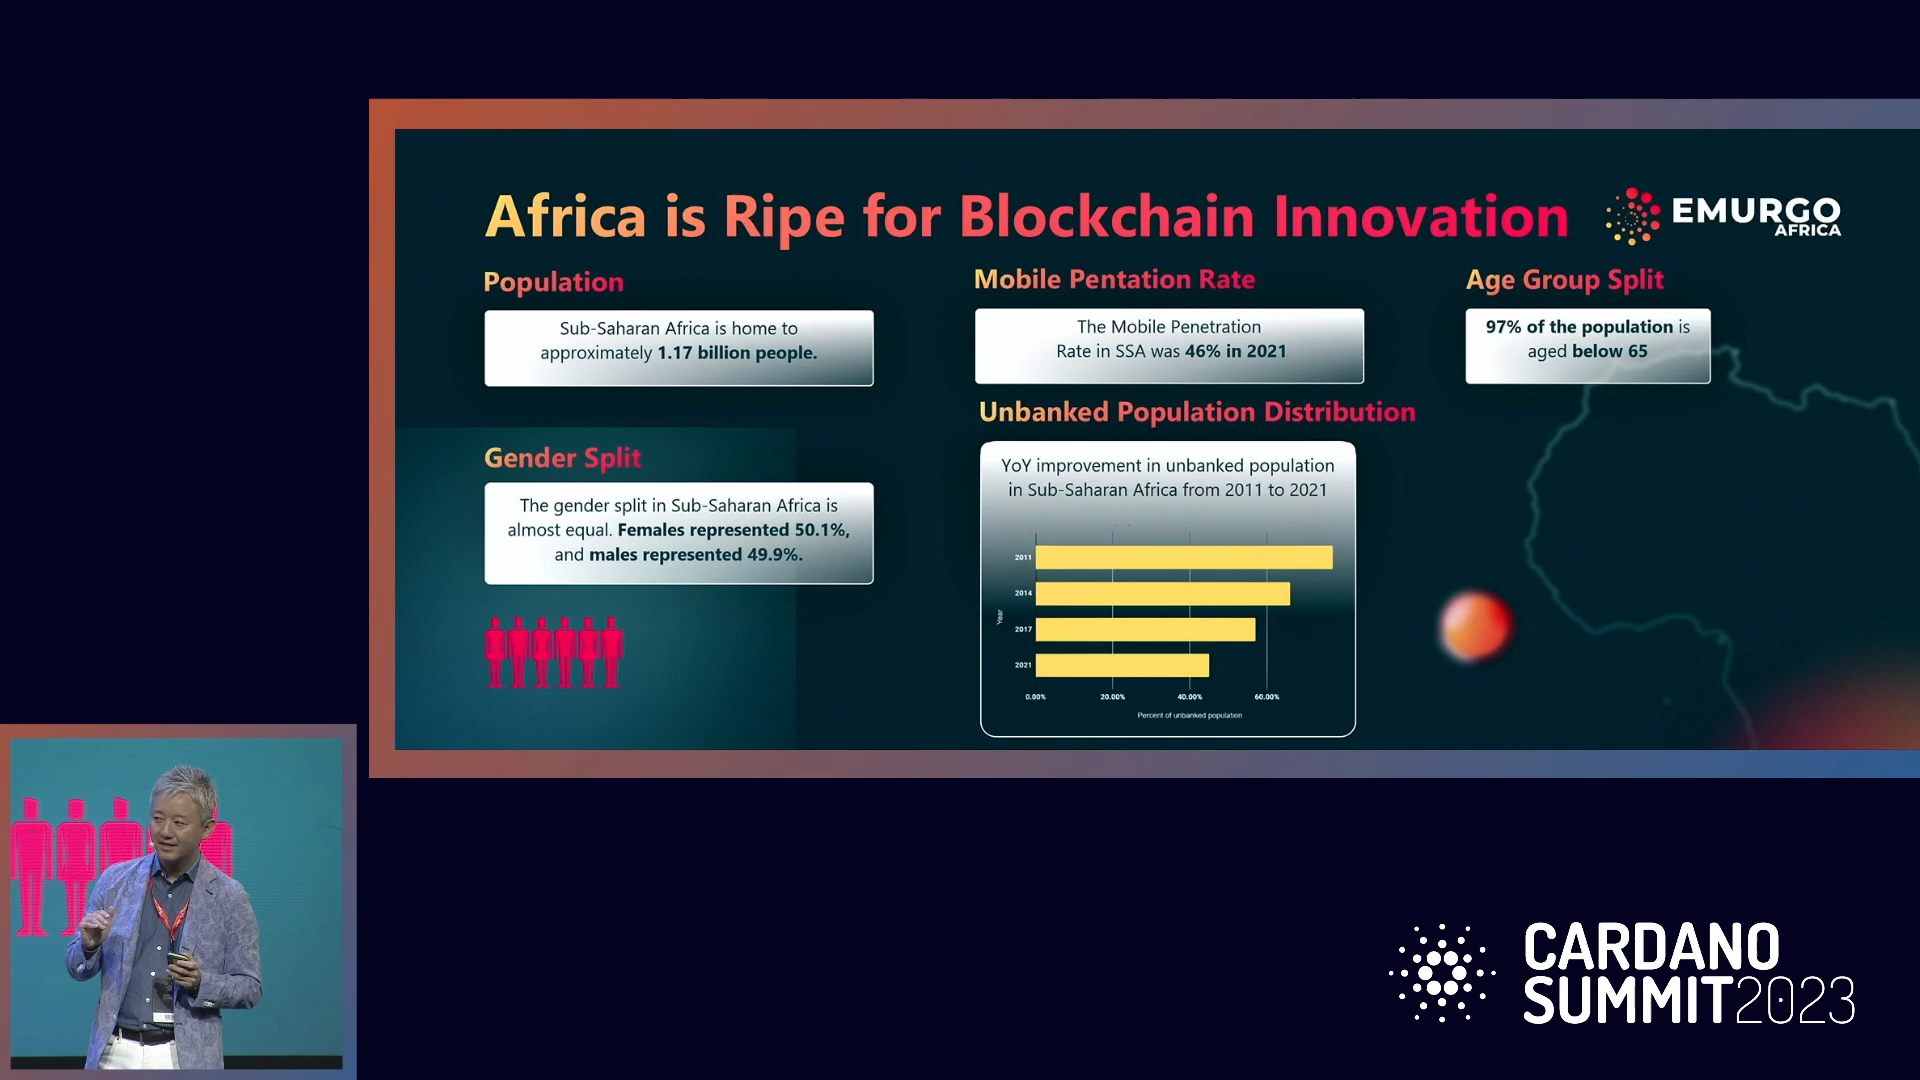 Africa is Ripe for Blockchain Innovation
EMURGO
AFRICA
Population
Sub-Saharan Africa is home to
approximately 1.17 billion people.
Mobile Pentation Rate
The Mobile Penetration
Rate in SSA was 46% in 2021
Age Group Split
97% of the population is
aged below 65
Gender Split
The gender split in Sub-Saharan Africa is
almost equal. Females represented 50.1%,
and males represented 49.9%.
Unbanked Population Distribution
YoY improvement in unbanked population
in Sub-Saharan Africa from 2011 to 2021
Year
2011
2014
2017
2021
0.00% 20.00% 40.00% 60.00%
Percent of unbanked population
CARDANO
SUMMIT2023